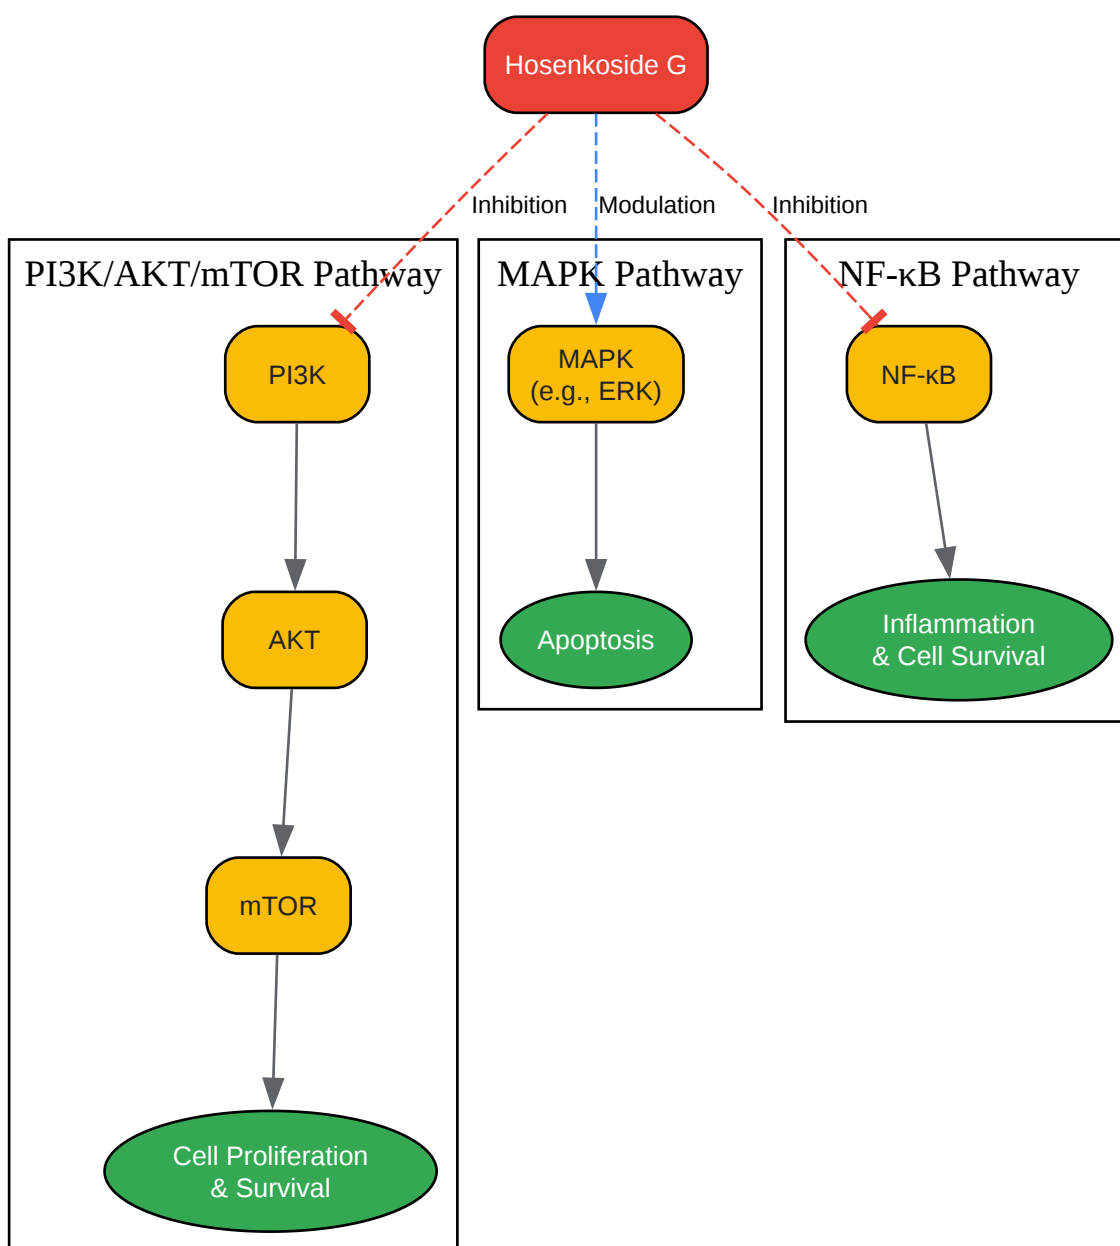 Hosenkoside G
Inhibition
Modulation
Inhibition
PI3K/AKT/mTOR Pathway
MAPK Pathway
NF-κB Pathway
PI3K
MAPK
(e.g., ERK)
NF-κB
AKT
Apoptosis
Inflammation
& Cell Survival
mTOR
Cell Proliferation
& Survival